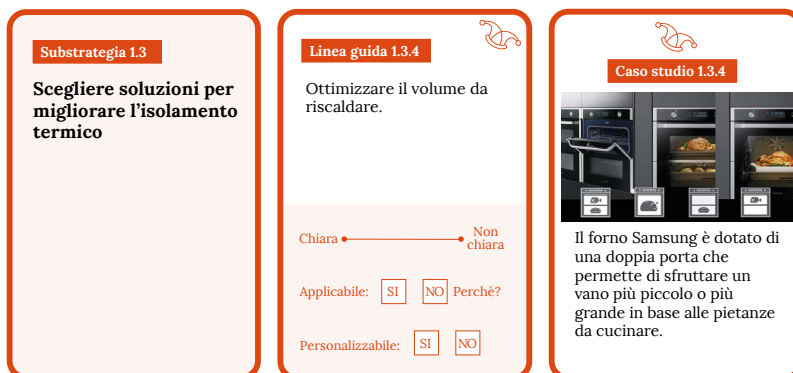 Substrategia 1.3
Scegliere soluzioni per
migliorare l'isolamento
termico
Linea guida 1.3.4
Ottimizzare il volume da
riscaldare.
Chiara
Non
chiara
Applicabile: SI NO Perchè?
Personalizzabile: SI NO
Caso studio 1.3.4
Il forno Samsung è dotato di
una doppia porta che
permette di sfruttare un
vano più piccolo o più
grande in base alle pietanze
da cucinare.